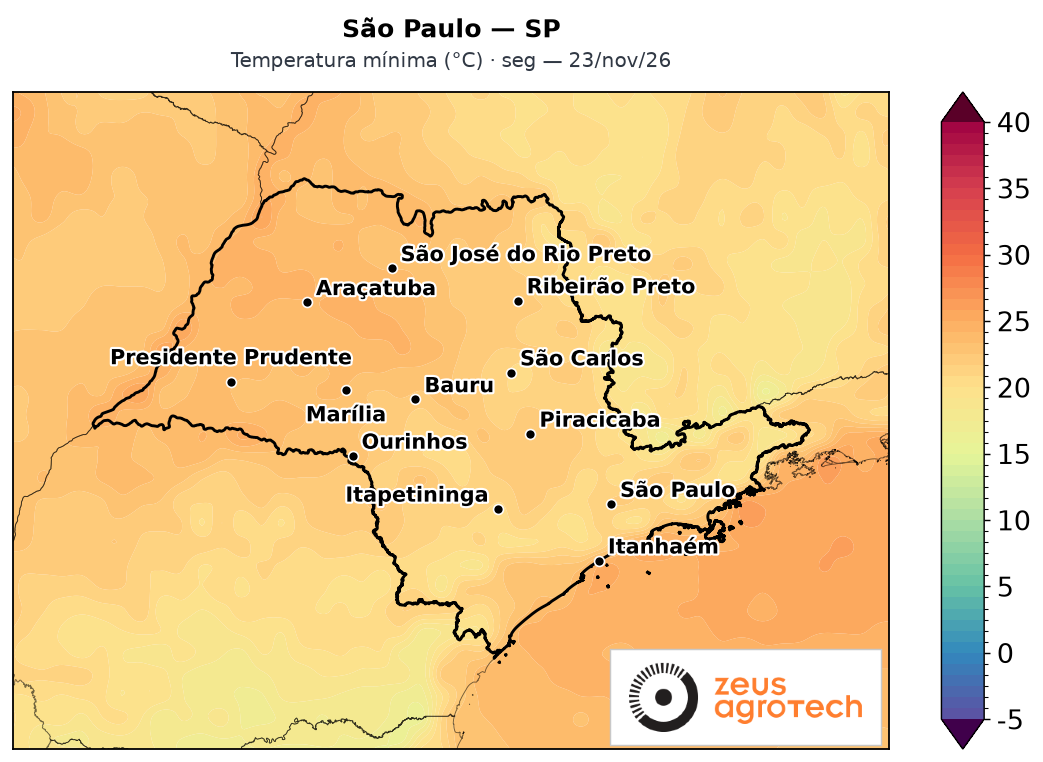 São Paulo — SP
Temperatura mínima (°C) · seg — 23/nov/26
São José do Rio Preto
Araçatuba
Ribeirão Preto
Presidente Prudente
São Carlos
Bauru
Marília
Piracicaba
Ourinhos
Itapetininga
São Paulo
Itanhaém
40
35
30
25
20
15
10
5
0
-5
zeus
agrotech